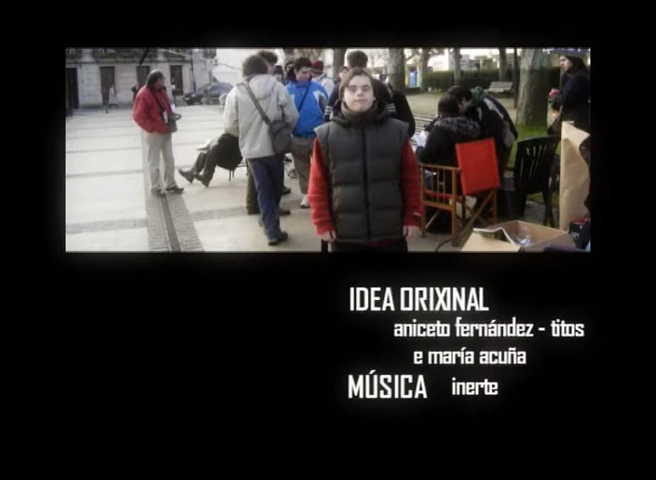 IDEA ORIXINAL
aniceto fernández - titos
e maría acuña
MÚSICA inerte